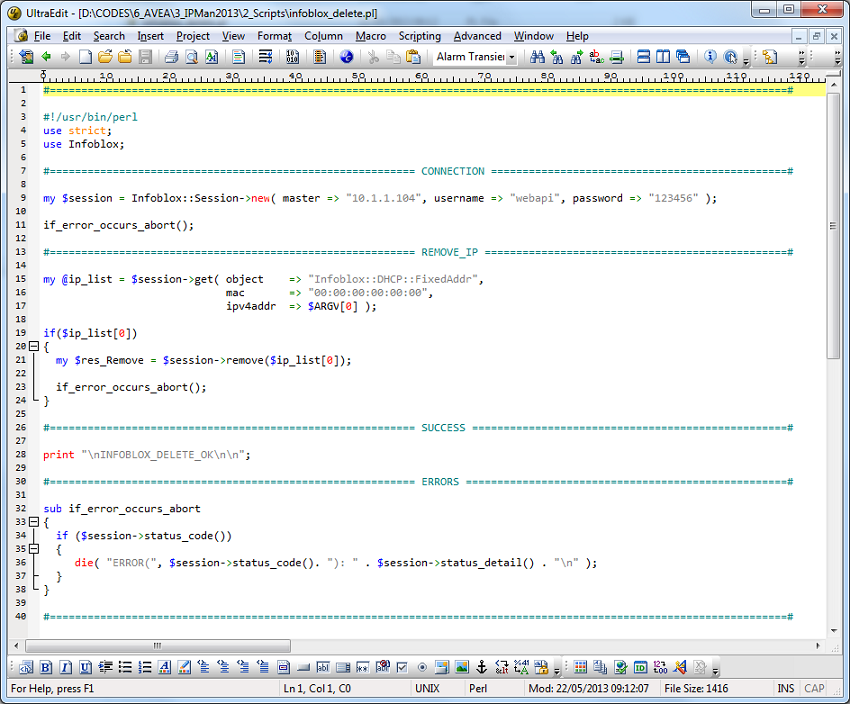 UltraEdit - [D:\CODES\6_AVEA\3_IPMan2013\2_Scripts\infoblox_delete.pl]
File Edit Search Insert Project View Format Column Macro Scripting Advanced Window Help
Alarm Transfer
0 10 20 30 40 50 60 70 80 90 100 110 120
1 #=====================================================================================================================#
2
3 #!/usr/bin/perl
4 use strict;
5 use Infoblox;
6
7 #========================================================== CONNECTION ===============================================#
8
9 my $session = Infoblox::Session->new( master => "10.1.1.104", username => "webapi", password => "123456" );
10
11 if_error_occurs_abort();
12
13 #========================================================== REMOVE_IP ================================================#
14
15 my @ip_list = $session->get( object    => "Infoblox::DHCP::FixedAddr",
16                              mac       => "00:00:00:00:00:00",
17                              ipv4addr  => $ARGV[0] );
18
19 if($ip_list[0])
20 {
21   my $res_Remove = $session->remove($ip_list[0]);
22
23   if_error_occurs_abort();
24 }
25
26 #========================================================== SUCCESS ==================================================#
27
28 print "\nINFOBLOX_DELETE_OK\n\n";
29
30 #========================================================== ERRORS ===================================================#
31
32 sub if_error_occurs_abort
33 {
34   if ($session->status_code())
35   {
36      die( "ERROR(", $session->status_code(). "): " . $session->status_detail() . "\n" );
37   }
38 }
39
40 #=====================================================================================================================#
For Help, press F1 Ln 1, Col 1, C0 UNIX Perl Mod: 22/05/2013 09:12:07 File Size: 1416 INS CAP